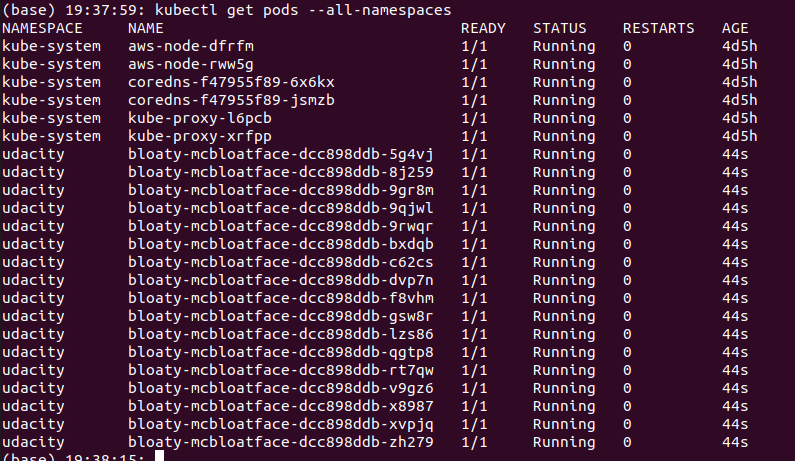 (base) 19:37:59: kubectl get pods --all-namespaces
NAMESPACE NAME READY STATUS RESTARTS AGE
kube-system aws-node-dfrfm 1/1 Running 0 4d5h
kube-system aws-node-rww5g 1/1 Running 0 4d5h
kube-system coredns-f47955f89-6x6kx 1/1 Running 0 4d5h
kube-system coredns-f47955f89-jsmzb 1/1 Running 0 4d5h
kube-system kube-proxy-l6pcb 1/1 Running 0 4d5h
kube-system kube-proxy-xrfpp 1/1 Running 0 4d5h
udacity bloaty-mcbloatface-dcc898ddb-5g4vj 1/1 Running 0 44s
udacity bloaty-mcbloatface-dcc898ddb-8j259 1/1 Running 0 44s
udacity bloaty-mcbloatface-dcc898ddb-9gr8m 1/1 Running 0 44s
udacity bloaty-mcbloatface-dcc898ddb-9qjwl 1/1 Running 0 44s
udacity bloaty-mcbloatface-dcc898ddb-9rwqr 1/1 Running 0 44s
udacity bloaty-mcbloatface-dcc898ddb-bxdqb 1/1 Running 0 44s
udacity bloaty-mcbloatface-dcc898ddb-c62cs 1/1 Running 0 44s
udacity bloaty-mcbloatface-dcc898ddb-dvp7n 1/1 Running 0 44s
udacity bloaty-mcbloatface-dcc898ddb-f8vhm 1/1 Running 0 44s
udacity bloaty-mcbloatface-dcc898ddb-gsw8r 1/1 Running 0 44s
udacity bloaty-mcbloatface-dcc898ddb-lzs86 1/1 Running 0 44s
udacity bloaty-mcbloatface-dcc898ddb-qgtp8 1/1 Running 0 44s
udacity bloaty-mcbloatface-dcc898ddb-rt7qw 1/1 Running 0 44s
udacity bloaty-mcbloatface-dcc898ddb-v9gz6 1/1 Running 0 44s
udacity bloaty-mcbloatface-dcc898ddb-x8987 1/1 Running 0 44s
udacity bloaty-mcbloatface-dcc898ddb-xvpjq 1/1 Running 0 44s
udacity bloaty-mcbloatface-dcc898ddb-zh279 1/1 Running 0 44s
(base) 19:38:15: